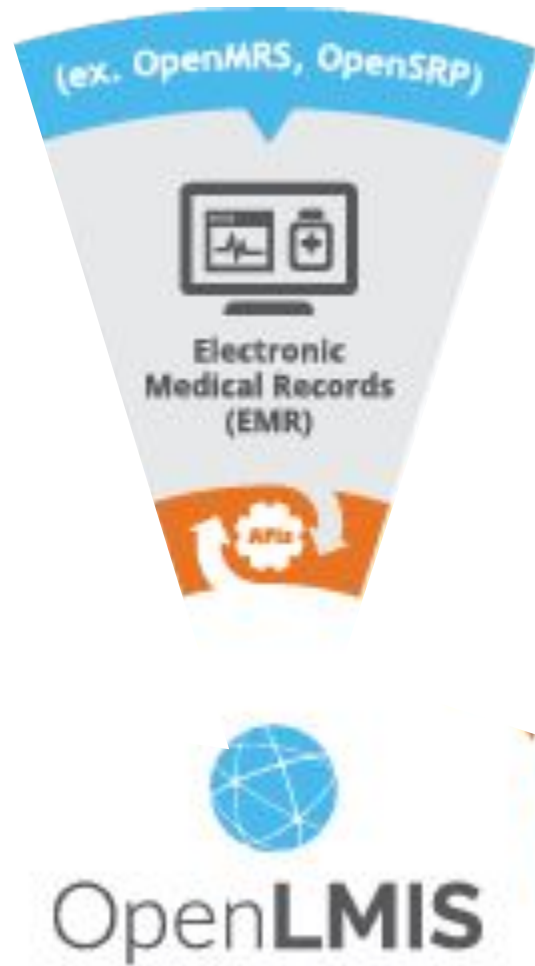 (ex. OpenMRS, OpenSRP)
Electronic
Medical Records
(EMR)
APIs
OpenLMIS